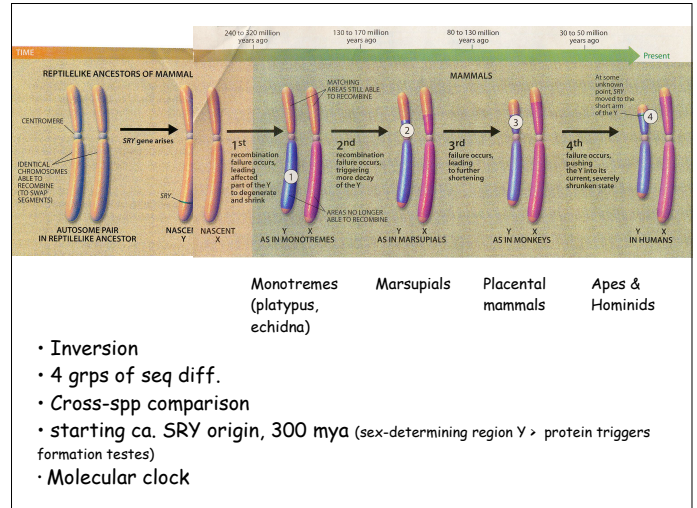 240 to 320 million
years ago
130 to 170 million
years ago
80 to 130 million
years ago
30 to 50 million
years ago
TIME
Present
REPTILELIKE ANCESTORS OF MAMMAL
MAMMALS
CENTROMERE
IDENTICAL
CHROMOSOMES
ABLE TO
RECOMBINE
(TO SWAP
SEGMENTS)
AUTOSOME PAIR
IN REPTILELIKE ANCESTOR
SRY gene arises
SRY
NASCE
Y
NASCENT
X
1st
recombination
failure occurs,
leading
affected
part of the Y
to degenerate
and shrink
MATCHING
AREAS STILL ABLE
TO RECOMBINE
1
AREAS NO LONGER
ABLE TO RECOMBINE
Y X
AS IN MONOTREMES
2nd
recombination
failure occurs,
triggering
more decay
of the Y
2
Y X
AS IN MARSUPIALS
3rd
failure occurs,
leading
to further
shortening
3
Y X
AS IN MONKEYS
4th
failure occurs,
pushing
the Y into its
current, severely
shrunken state
At some
unknown
point, SRY
moved to the
short arm
of the Y
4
Y X
IN HUMANS
Monotremes
(platypus,
echidna)
Marsupials
Placental
mammals
Apes &
Hominids
• Inversion
• 4 grps of seq diff.
• Cross-spp comparison
• starting ca. SRY origin, 300 mya (sex-determining region Y > protein triggers
formation testes)
• Molecular clock